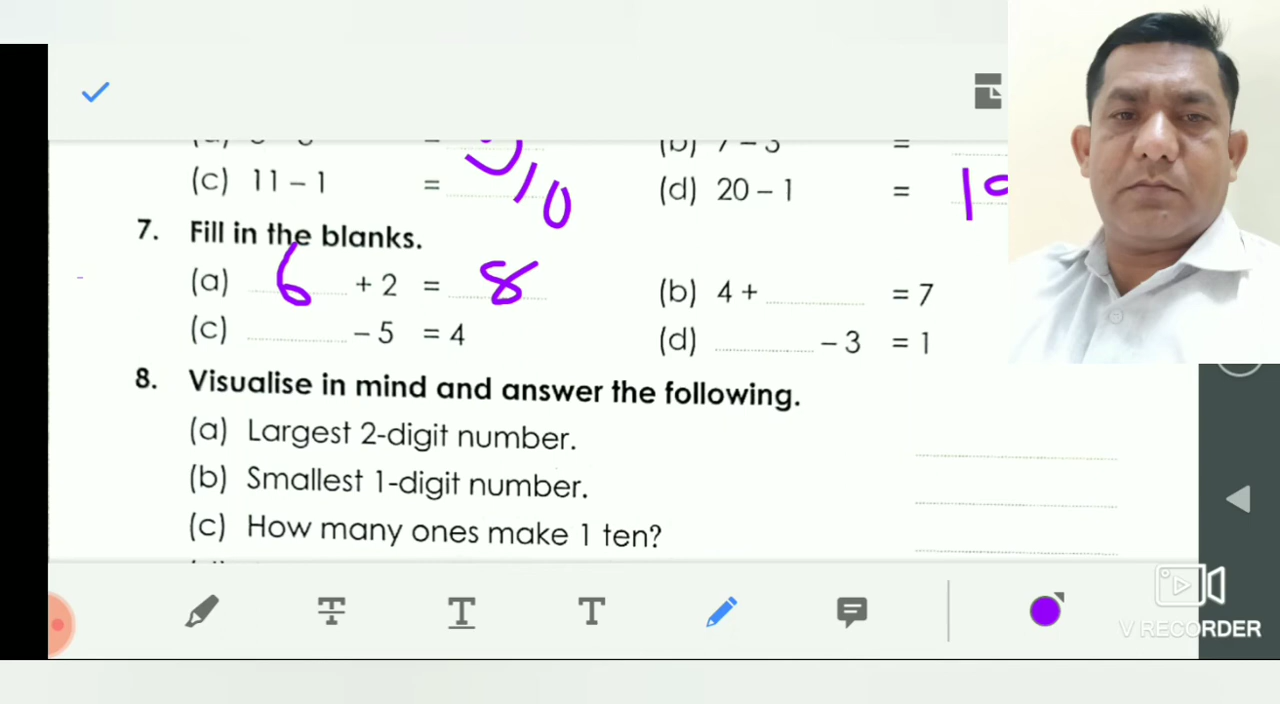 (c) 11 – 1 = 10 (d) 20 – 1 = 19
7. Fill in the blanks.
(a) 6 + 2 = 8 (b) 4 + = 7
(c) – 5 = 4 (d) – 3 = 1
8. Visualise in mind and answer the following.
(a) Largest 2-digit number.
(b) Smallest 1-digit number.
(c) How many ones make 1 ten?
T T T
V RECORDER